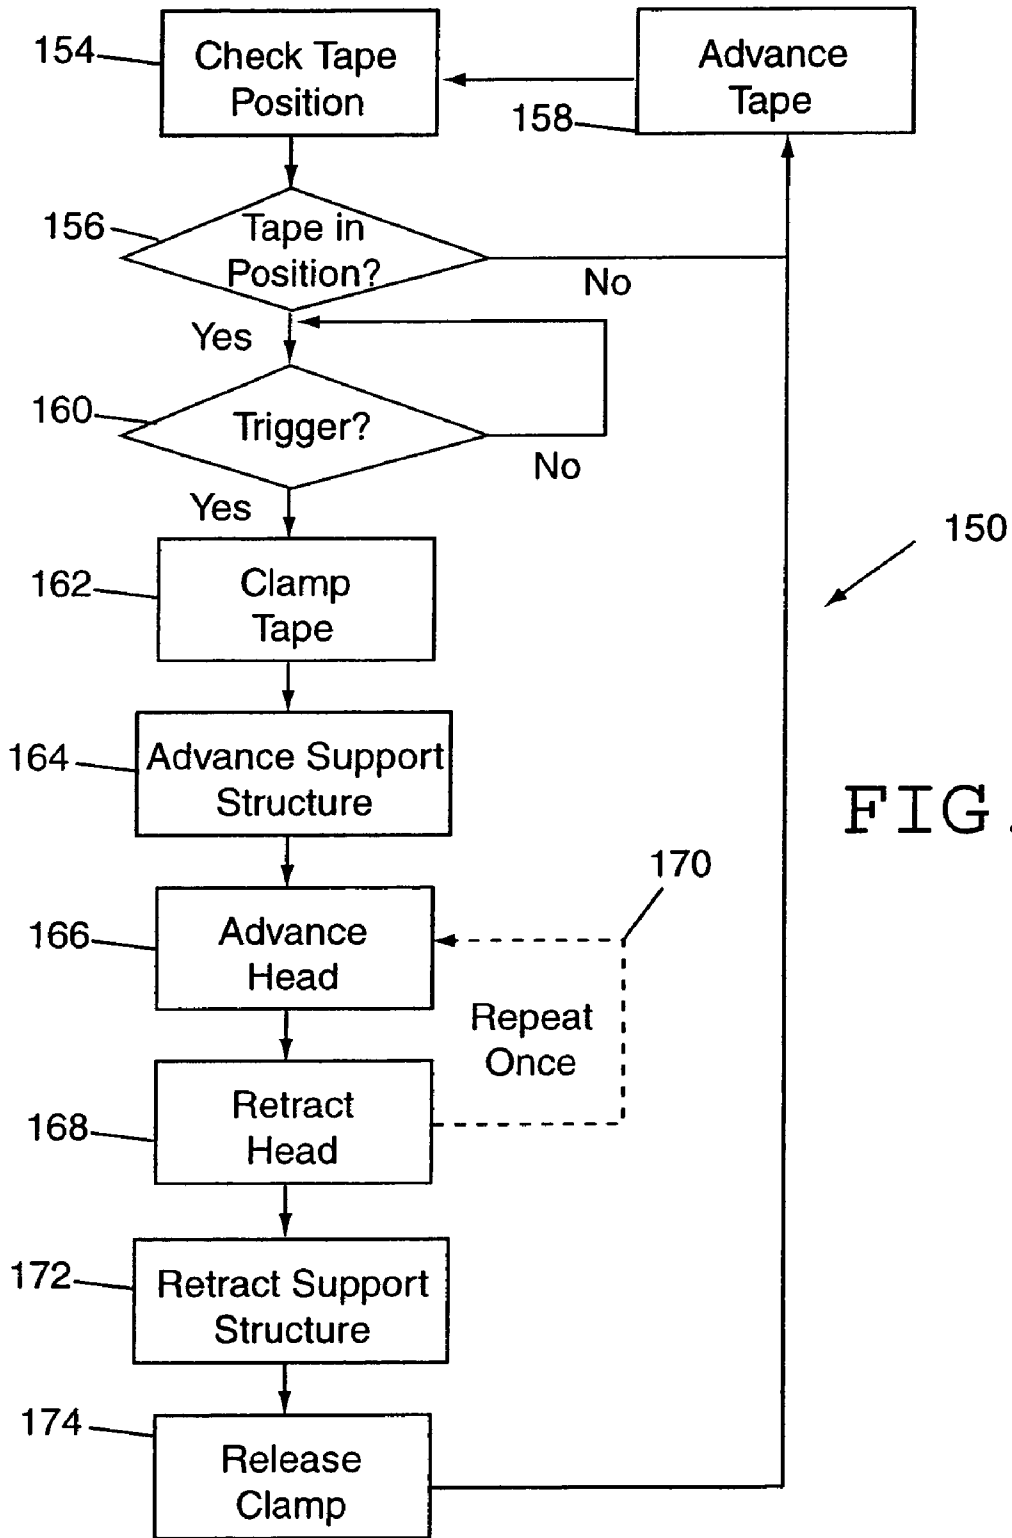 154
Check Tape
Position
Advance
Tape
158
156
Tape in
Position?
No
Yes
160
Trigger?
No
Yes
150
162
Clamp
Tape
164
Advance Support
Structure
FIG.
170
166
Advance
Head
Repeat
Once
168
Retract
Head
172
Retract Support
Structure
174
Release
Clamp